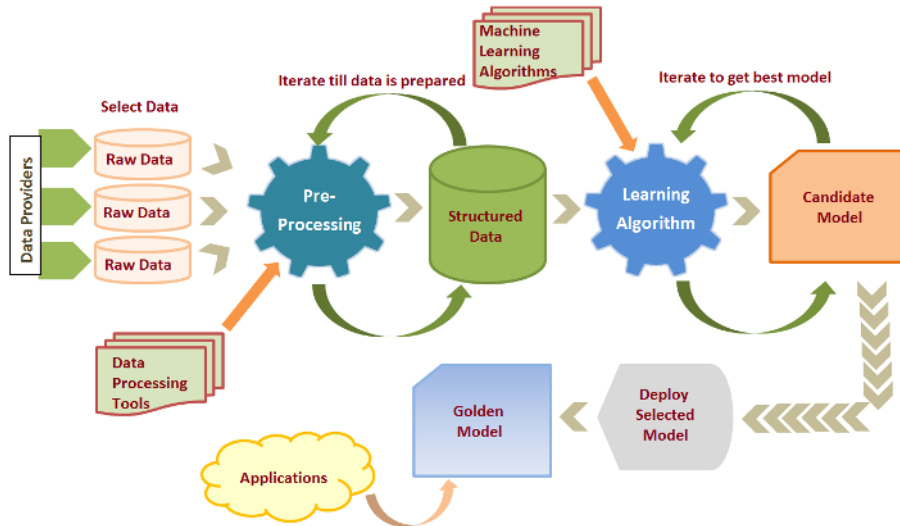 Machine
Learning
Algorithms
Iterate till data is prepared
Iterate to get best model
Select Data
Data Providers
Raw Data
Raw Data
Raw Data
Pre-
Processing
Structured
Data
Learning
Algorithm
Candidate
Model
Data
Processing
Tools
Golden
Model
Deploy
Selected
Model
Applications